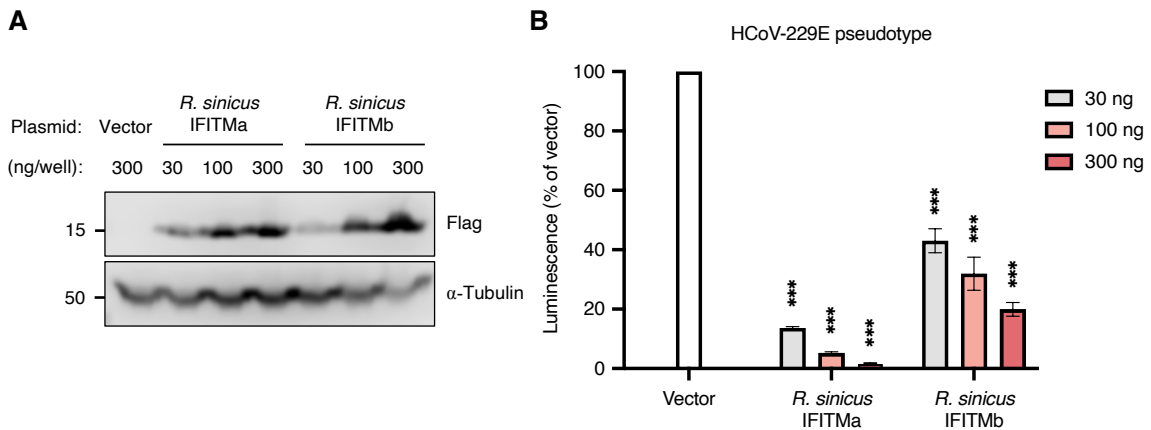 A
Plasmid: Vector R. sinicus IFITMa R. sinicus IFITMb
(ng/well): 300 30 100 300 30 100 300
15 Flag
50 α-Tubulin
B
HCoV-229E pseudotype
Luminescence (% of vector)
100
80
60
40
20
0
*** *** *** *** *** ***
Vector R. sinicus IFITMa R. sinicus IFITMb
30 ng
100 ng
300 ng